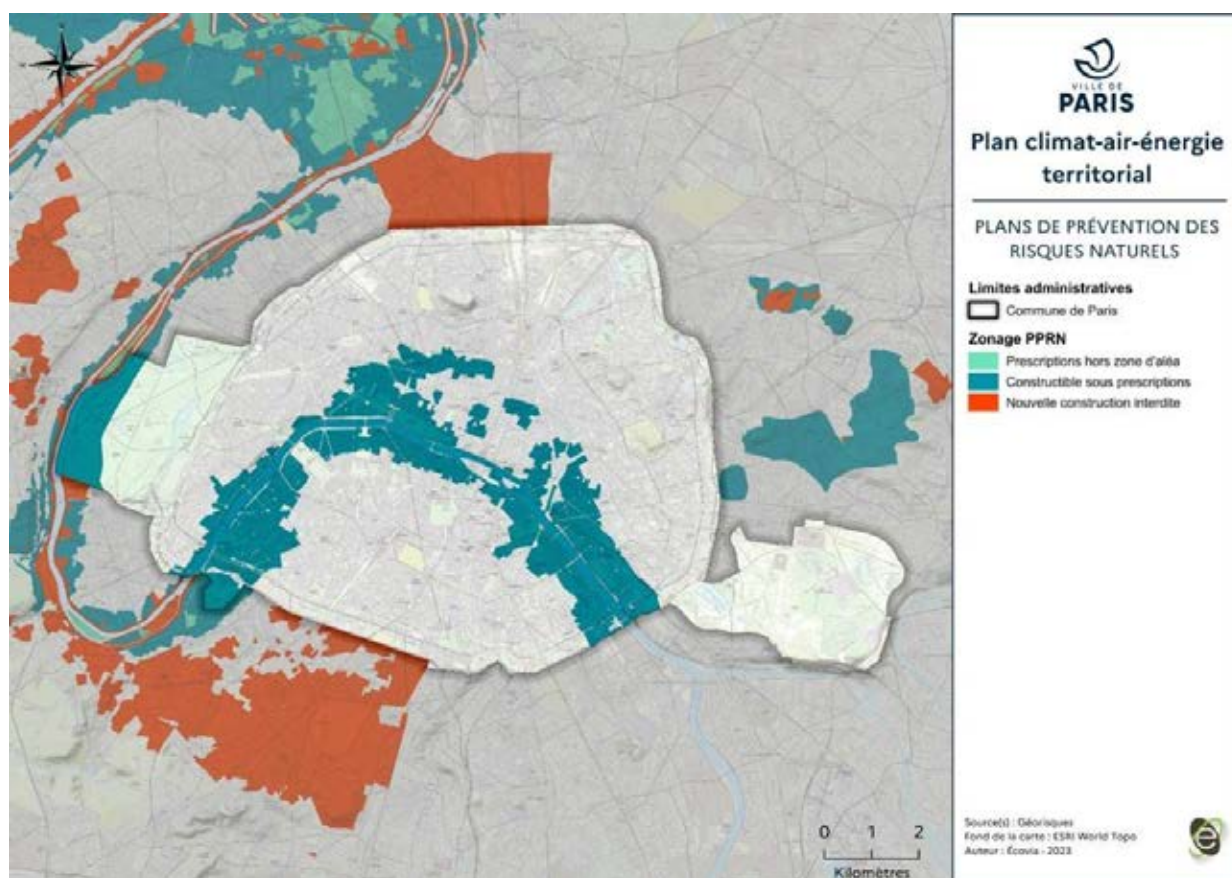 VILLE DE
PARIS
Plan climat-air-énergie
territorial
PLANS DE PRÉVENTION DES
RISQUES NATURELS
Limites administratives
Commune de Paris
Zonage PPRN
Prescriptions hors zone d'aléa
Constructible sous prescriptions
Nouvelle construction interdite
0 1 2
Kilomètres
Source(s) : Géorisques
Fond de la carte : ESRI World Topo
Auteur : Écovia - 2023